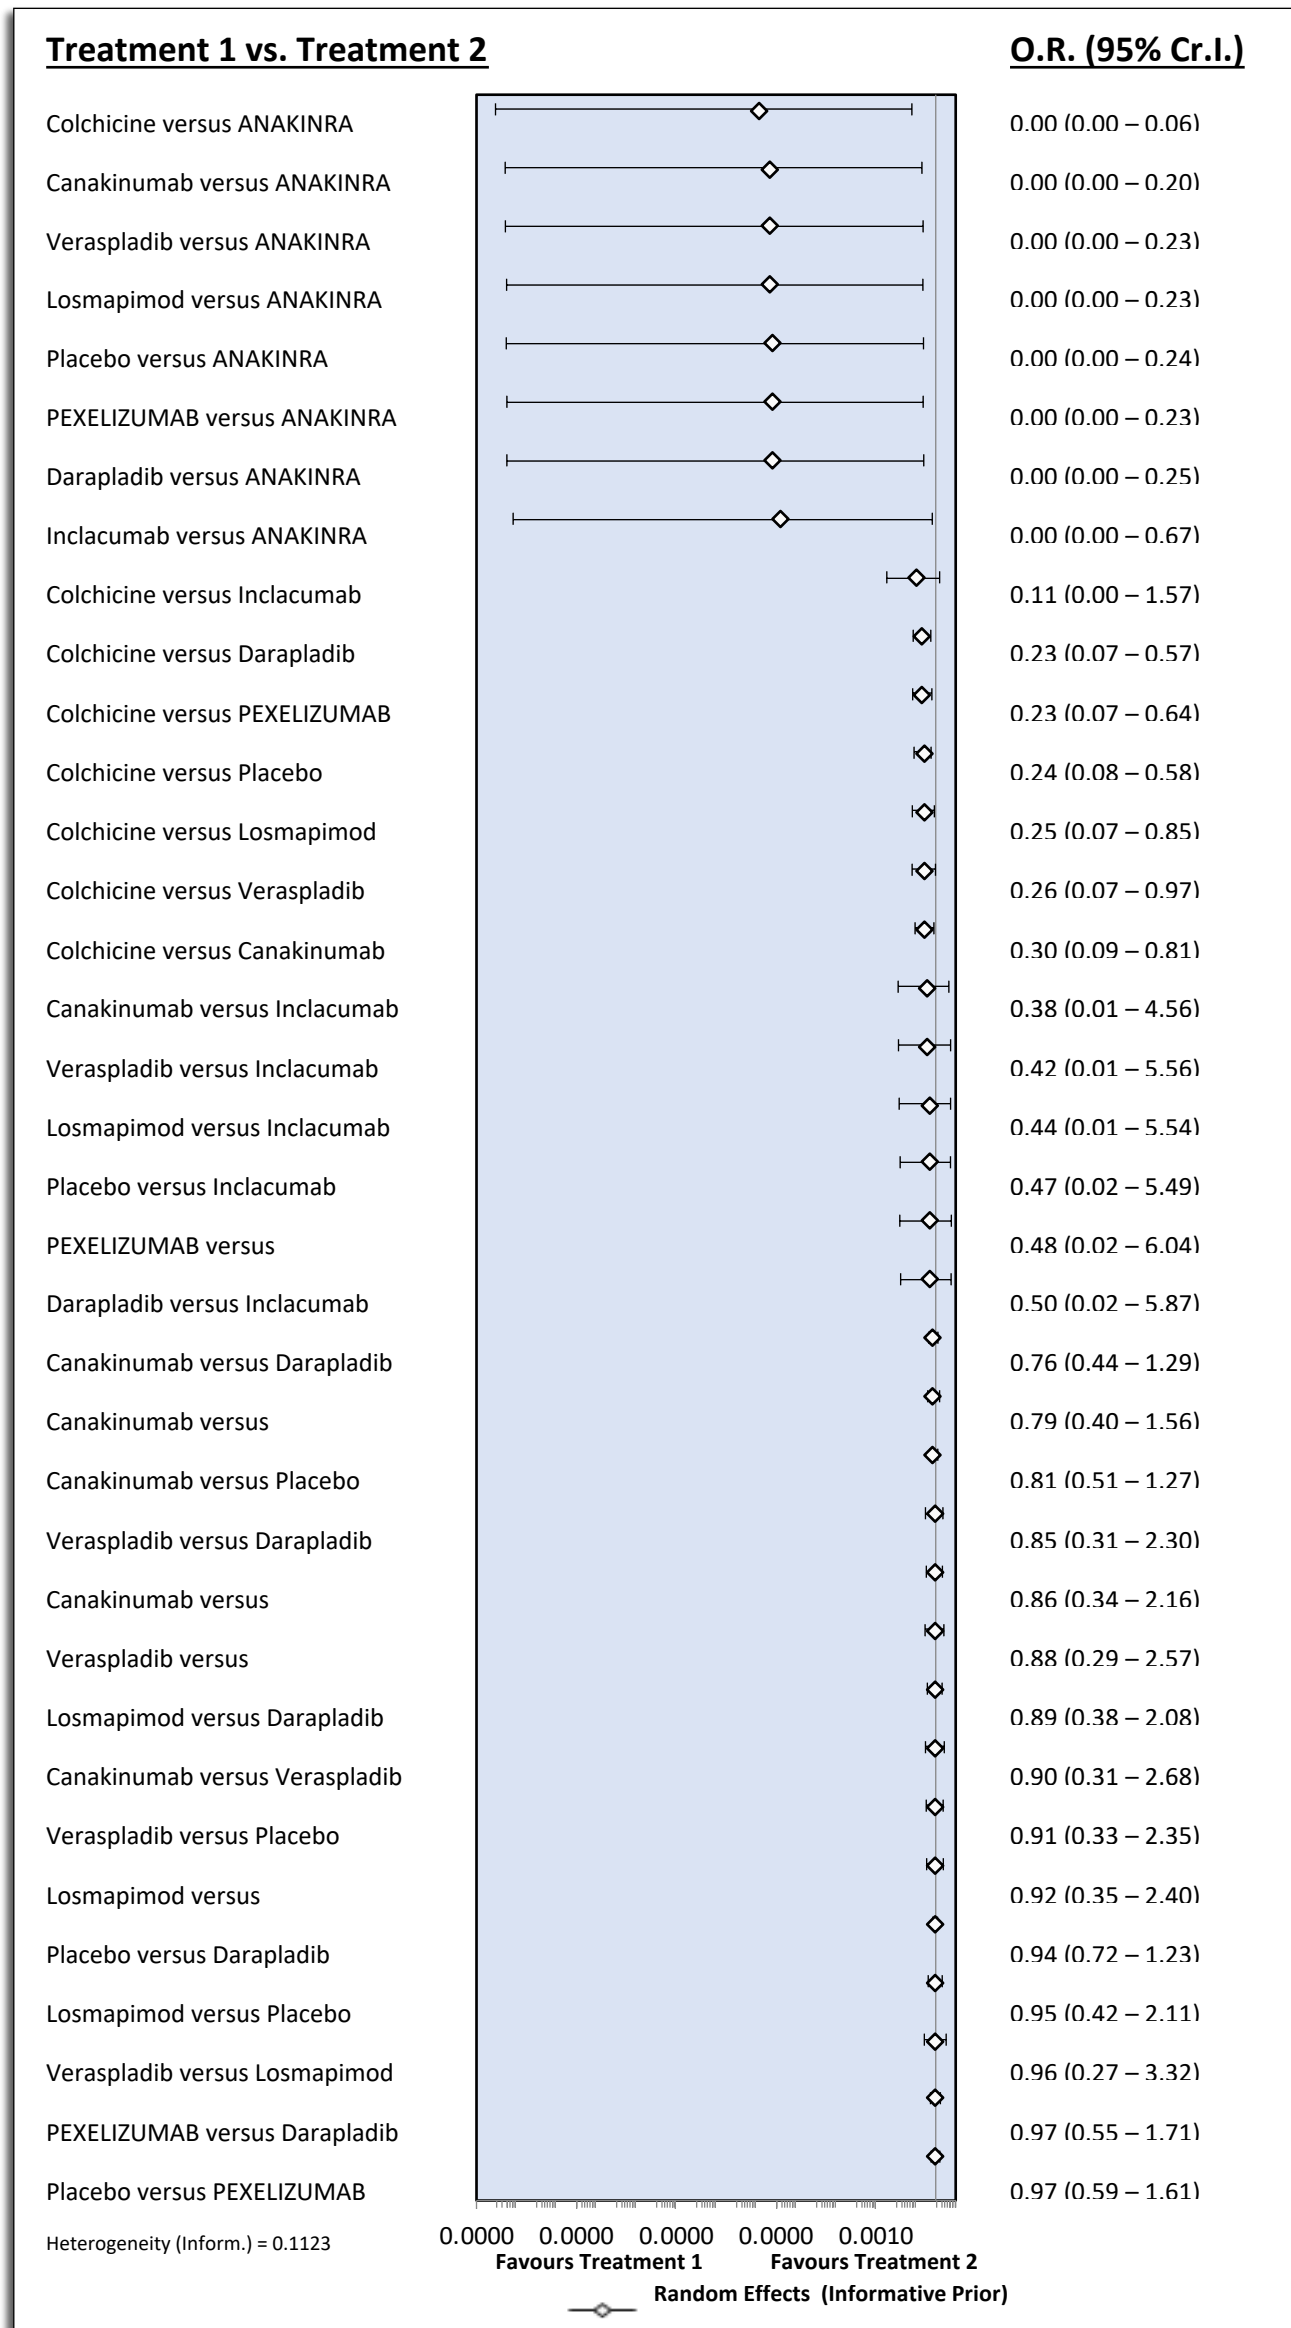 Treatment 1 vs. Treatment 2 O.R. (95% Cr.I.)
Colchicine versus ANAKINRA 0.00 (0.00 – 0.06)
Canakinumab versus ANAKINRA 0.00 (0.00 – 0.20)
Veraspladib versus ANAKINRA 0.00 (0.00 – 0.23)
Losmapimod versus ANAKINRA 0.00 (0.00 – 0.23)
Placebo versus ANAKINRA 0.00 (0.00 – 0.24)
PEXELIZUMAB versus ANAKINRA 0.00 (0.00 – 0.23)
Darapladib versus ANAKINRA 0.00 (0.00 – 0.25)
Inclacumab versus ANAKINRA 0.00 (0.00 – 0.67)
Colchicine versus Inclacumab 0.11 (0.00 – 1.57)
Colchicine versus Darapladib 0.23 (0.07 – 0.57)
Colchicine versus PEXELIZUMAB 0.23 (0.07 – 0.64)
Colchicine versus Placebo 0.24 (0.08 – 0.58)
Colchicine versus Losmapimod 0.25 (0.07 – 0.85)
Colchicine versus Veraspladib 0.26 (0.07 – 0.97)
Colchicine versus Canakinumab 0.30 (0.09 – 0.81)
Canakinumab versus Inclacumab 0.38 (0.01 – 4.56)
Veraspladib versus Inclacumab 0.42 (0.01 – 5.56)
Losmapimod versus Inclacumab 0.44 (0.01 – 5.54)
Placebo versus Inclacumab 0.47 (0.02 – 5.49)
PEXELIZUMAB versus 0.48 (0.02 – 6.04)
Darapladib versus Inclacumab 0.50 (0.02 – 5.87)
Canakinumab versus Darapladib 0.76 (0.44 – 1.29)
Canakinumab versus 0.79 (0.40 – 1.56)
Canakinumab versus Placebo 0.81 (0.51 – 1.27)
Veraspladib versus Darapladib 0.85 (0.31 – 2.30)
Canakinumab versus 0.86 (0.34 – 2.16)
Veraspladib versus 0.88 (0.29 – 2.57)
Losmapimod versus Darapladib 0.89 (0.38 – 2.08)
Canakinumab versus Veraspladib 0.90 (0.31 – 2.68)
Veraspladib versus Placebo 0.91 (0.33 – 2.35)
Losmapimod versus 0.92 (0.35 – 2.40)
Placebo versus Darapladib 0.94 (0.72 – 1.23)
Losmapimod versus Placebo 0.95 (0.42 – 2.11)
Veraspladib versus Losmapimod 0.96 (0.27 – 3.32)
PEXELIZUMAB versus Darapladib 0.97 (0.55 – 1.71)
Placebo versus PEXELIZUMAB 0.97 (0.59 – 1.61)
Heterogeneity (Inform.) = 0.1123 0.0000 0.0000 0.0000 0.0000 0.0010
Favours Treatment 1 Favours Treatment 2
Random Effects (Informative Prior)